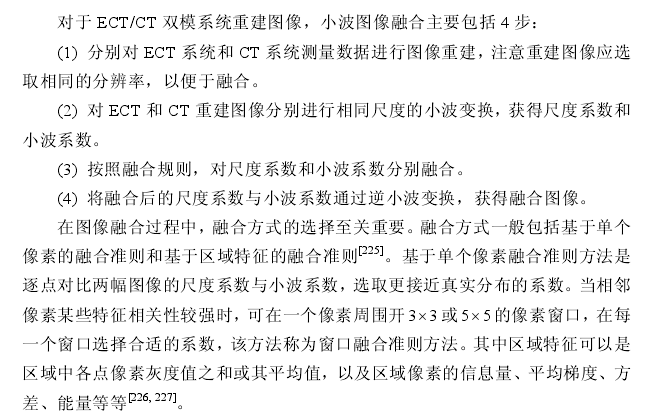 对于 ECT/CT 双模系统重建图像，小波图像融合主要包括 4 步：
(1) 分别对 ECT 系统和 CT 系统测量数据进行图像重建，注意重建图像应选
取相同的分辨率，以便于融合。
(2) 对 ECT 和 CT 重建图像分别进行相同尺度的小波变换，获得尺度系数和
小波系数。
(3) 按照融合规则，对尺度系数和小波系数分别融合。
(4) 将融合后的尺度系数与小波系数通过逆小波变换，获得融合图像。
在图像融合过程中，融合方式的选择至关重要。融合方式一般包括基于单个
像素的融合准则和基于区域特征的融合准则[225]。基于单个像素融合准则方法是
逐点对比两幅图像的尺度系数与小波系数，选取更接近真实分布的系数。当相邻
像素某些特征相关性较强时，可在一个像素周围开 3×3 或 5×5 的像素窗口，在每
一个窗口选择合适的系数，该方法称为窗口融合准则方法。其中区域特征可以是
区域中各点像素灰度值之和或其平均值，以及区域像素的信息量、平均梯度、方
差、能量等等[226, 227]。